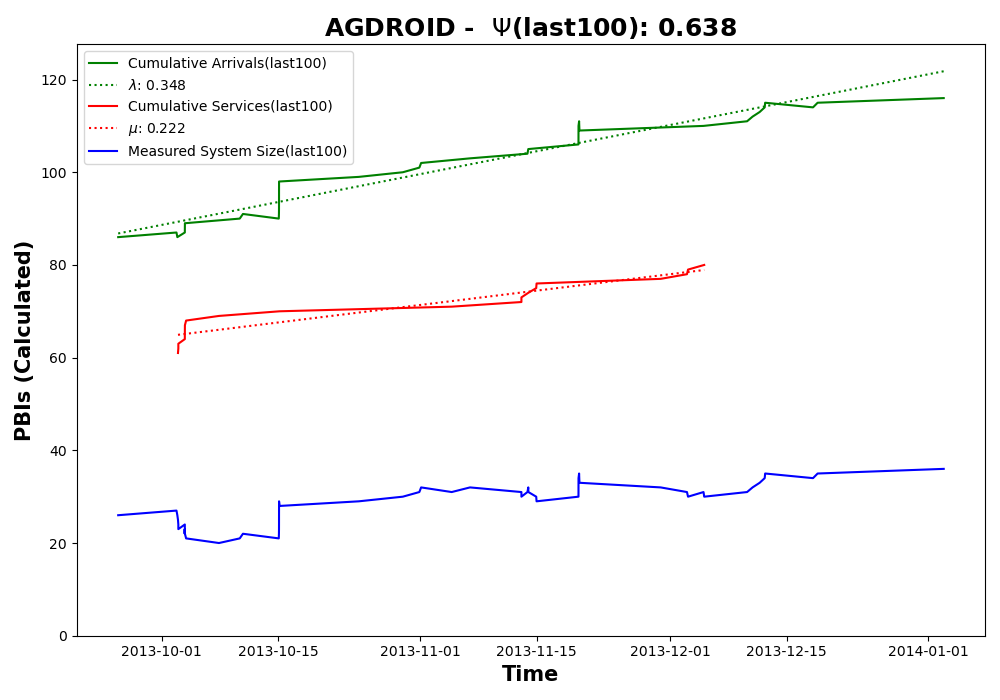 AGDROID - Ψ(last100): 0.638
Cumulative Arrivals(last100)
λ: 0.348
Cumulative Services(last100)
μ: 0.222
Measured System Size(last100)
PBIs (Calculated)
120
100
80
60
40
20
0
2013-10-01 2013-10-15 2013-11-01 2013-11-15 2013-12-01 2013-12-15 2014-01-01
Time